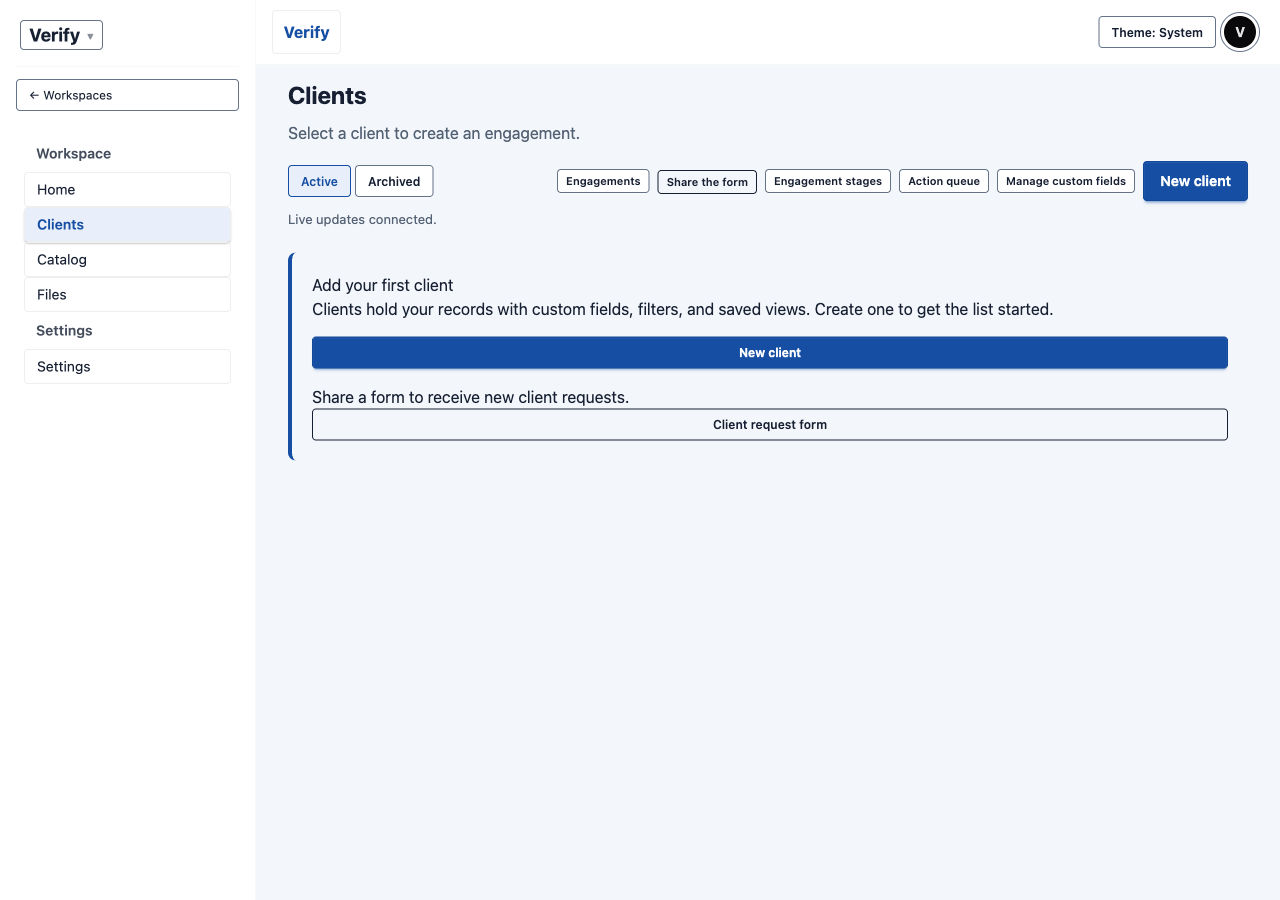 Verify ▾
Verify
Theme: System
V
← Workspaces
Workspace
Home
Clients
Catalog
Files
Settings
Settings
Clients
Select a client to create an engagement.
Active
Archived
Engagements
Share the form
Engagement stages
Action queue
Manage custom fields
New client
Live updates connected.
Add your first client
Clients hold your records with custom fields, filters, and saved views. Create one to get the list started.
New client
Share a form to receive new client requests.
Client request form